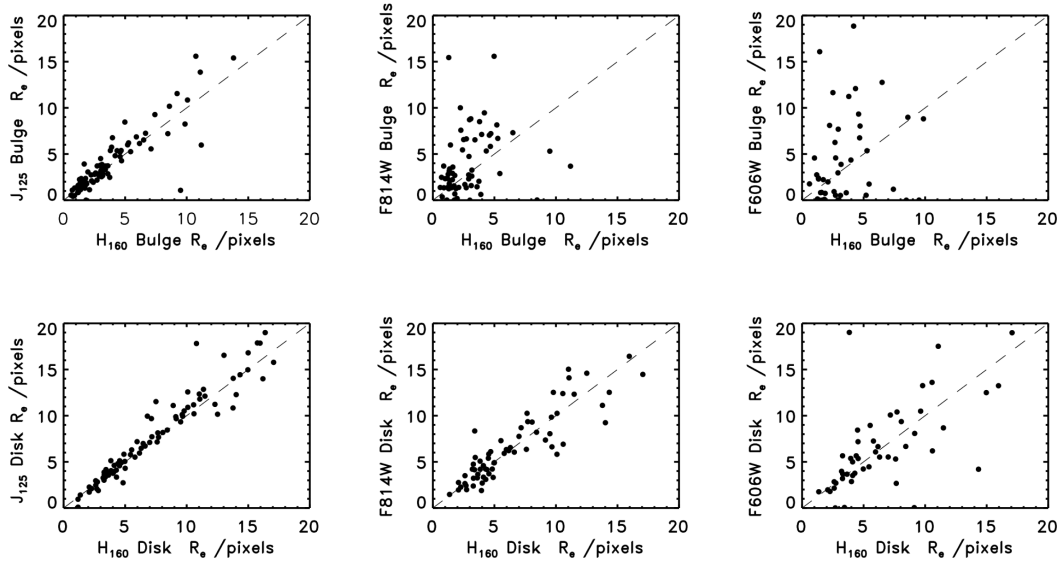 20
15
10
5
0
J125 Bulge Re /pixels
0 5 10 15 20
H160 Bulge Re /pixels
20
15
10
5
0
F814W Bulge Re /pixels
0 5 10 15 20
H160 Bulge Re /pixels
20
15
10
5
0
F606W Bulge Re /pixels
0 5 10 15 20
H160 Bulge Re /pixels
20
15
10
5
0
J125 Disk Re /pixels
0 5 10 15 20
H160 Disk Re /pixels
20
15
10
5
0
F814W Disk Re /pixels
0 5 10 15 20
H160 Disk Re /pixels
20
15
10
5
0
F606W Disk Re /pixels
0 5 10 15 20
H160 Disk Re /pixels